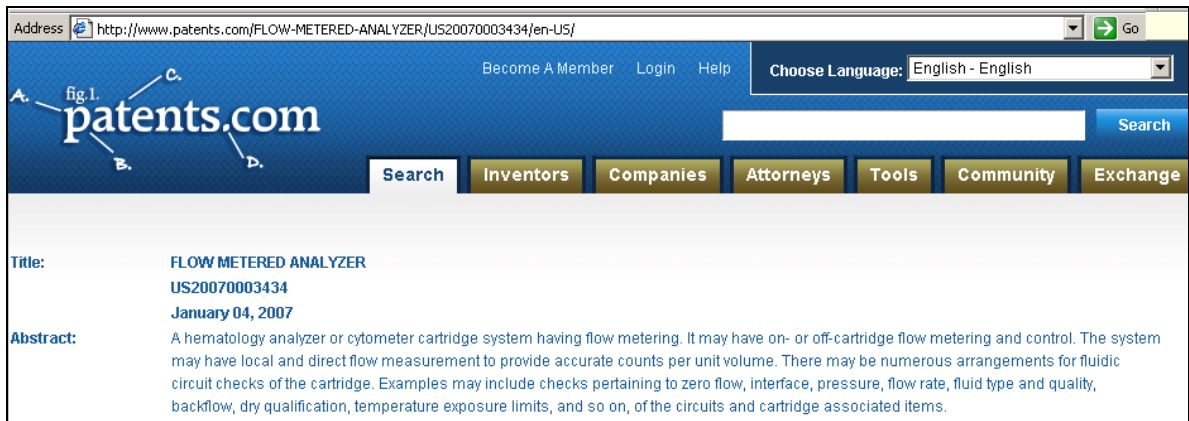 Address http://www.patents.com/FLOW-METERED-ANALYZER/US20070003434/en-US/ Go
Become A Member Login Help Choose Language: English - English
A. fig.1. C.
patents.com
B. D.
Search
Search Inventors Companies Attorneys Tools Community Exchange
Title: FLOW METERED ANALYZER
US20070003434
January 04, 2007
Abstract: A hematology analyzer or cytometer cartridge system having flow metering. It may have on- or off-cartridge flow metering and control. The system
may have local and direct flow measurement to provide accurate counts per unit volume. There may be numerous arrangements for fluidic
circuit checks of the cartridge. Examples may include checks pertaining to zero flow, interface, pressure, flow rate, fluid type and quality,
backflow, dry qualification, temperature exposure limits, and so on, of the circuits and cartridge associated items.